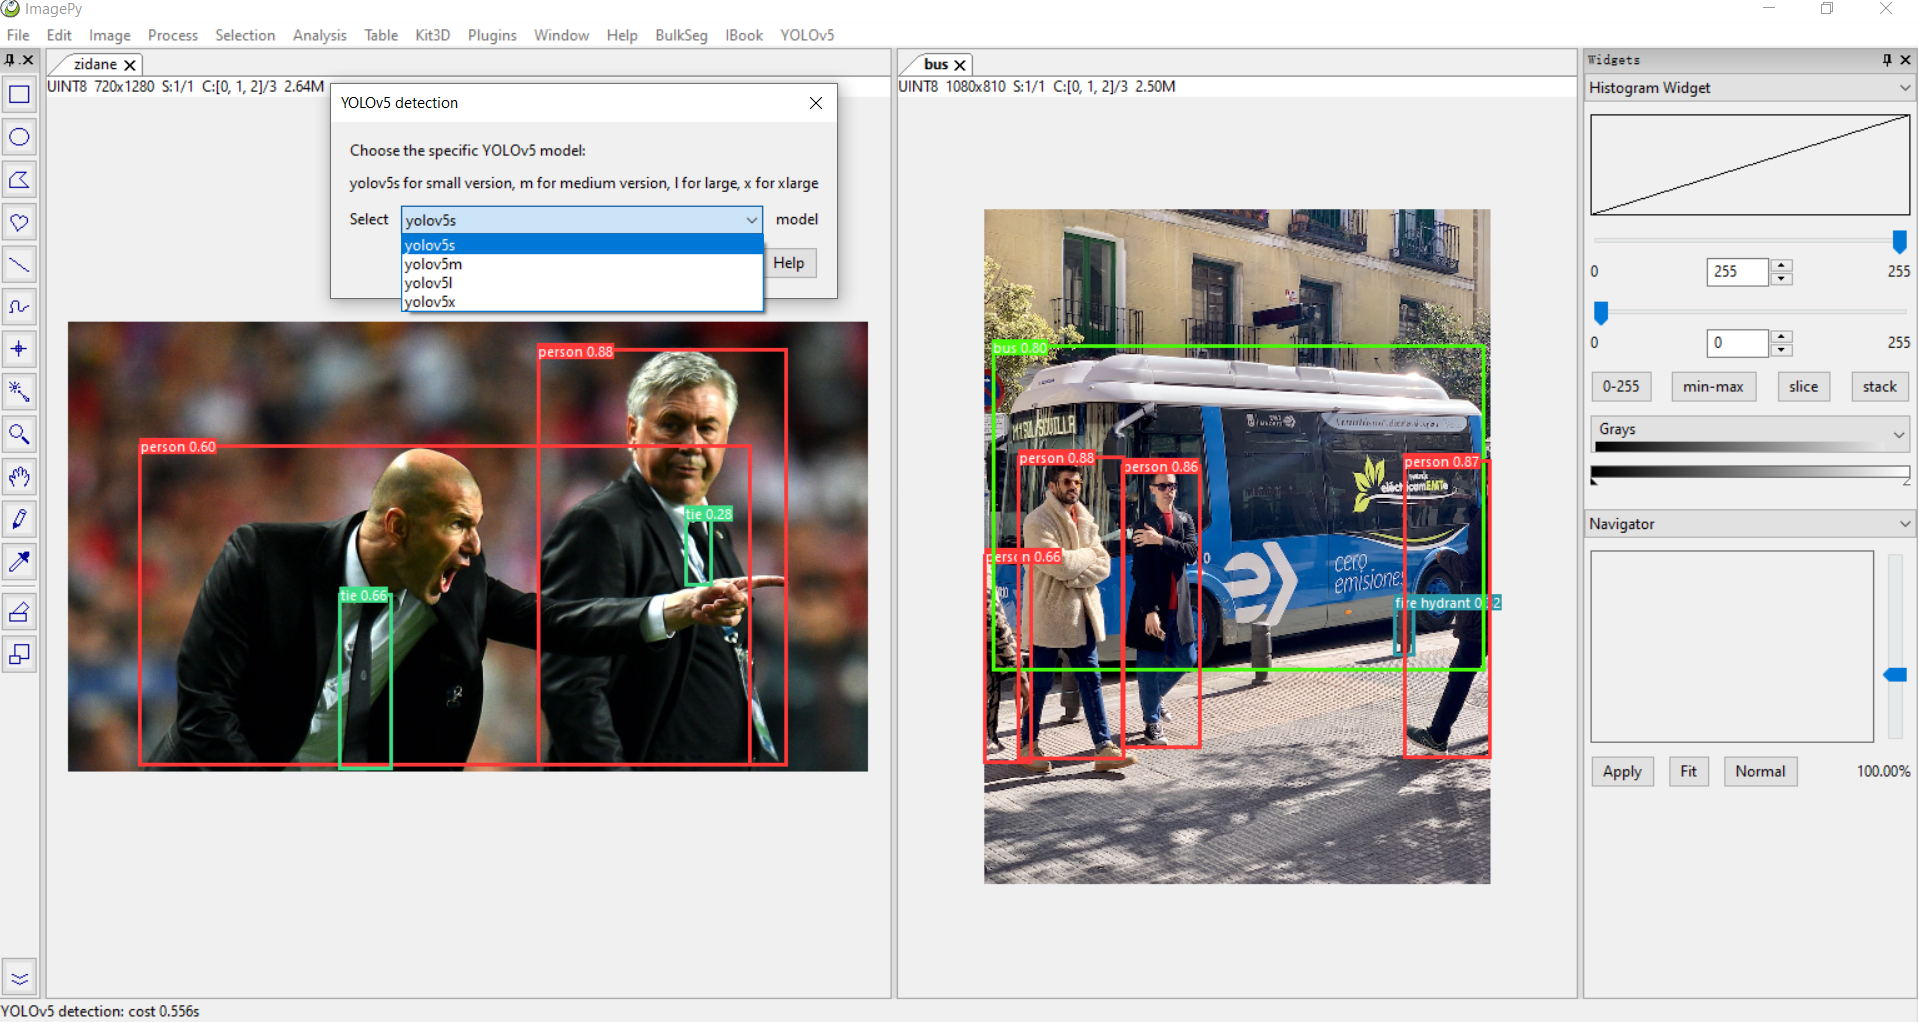 ImagePy
File Edit Image Process Selection Analysis Table Kit3D Plugins Window Help BulkSeg IBook YOLOv5
zidane
UINT8 720x1280 S:1/1 C:[0, 1, 2]/3 2.64M
YOLOv5 detection
Choose the specific YOLOv5 model:
yolov5s for small version, m for medium version, l for large, x for xlarge
Select yolov5s model
yolov5s
yolov5m
yolov5l
yolov5x
Help
person 0.88
person 0.60
tie 0.28
tie 0.66
bus
UINT8 1080x810 S:1/1 C:[0, 1, 2]/3 2.50M
bus 0.80
person 0.88
person 0.86
person 0.87
eléctricamEMTe
person 0.66
cero
emisiones
fire hydrant 0.32
Widgets
Histogram Widget
0 255 255
0 0 255
0-255 min-max slice stack
Grays
2
Navigator
Apply Fit Normal 100.00%
YOLOv5 detection: cost 0.556s